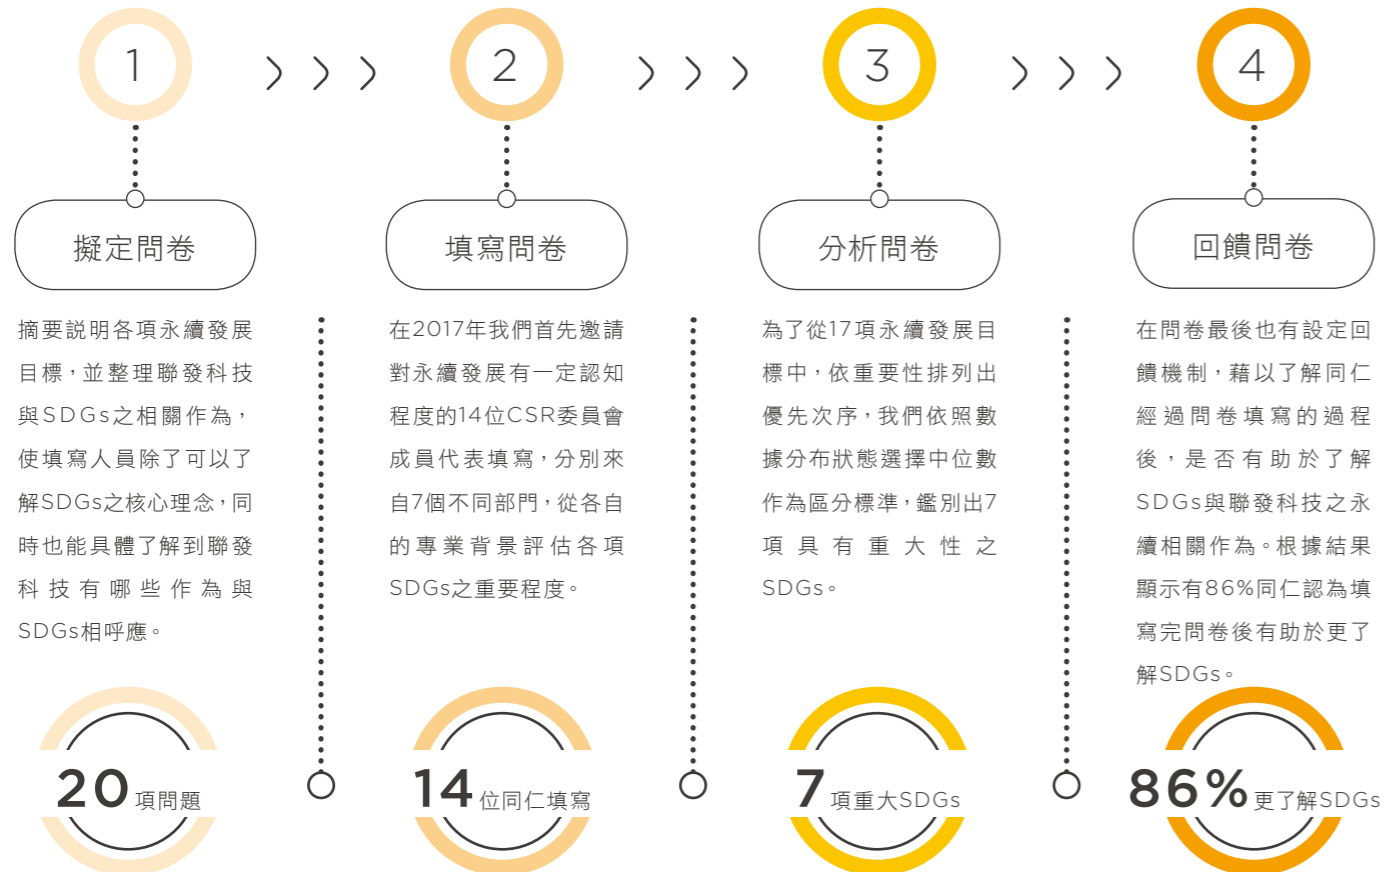 1
擬定問卷
摘要說明各項永續發展
目標，並整理聯發科技
與SDGs之相關作為，
使填寫人員除了可以了
解SDGs之核心理念，同
時也能具體了解到聯發
科技有哪些作為與
SDGs相呼應。
20項問題
2
填寫問卷
在2017年我們首先邀請
對永續發展有一定認知
程度的14位CSR委員會
成員代表填寫，分別來
自7個不同部門，從各自
的專業背景評估各項
SDGs之重要程度。
14位同仁填寫
3
分析問卷
為了從17項永續發展目
標中，依重要性排列出
優先次序，我們依照數
據分布狀態選擇中位數
作為區分標準，鑑別出7
項具有重大性之
SDGs。
7項重大SDGs
4
回饋問卷
在問卷最後也有設定回
饋機制，藉以了解同仁
經過問卷填寫的過程
後，是否有助於了解
SDGs與聯發科技之永
續相關作為。根據結果
顯示有86%同仁認為填
寫完問卷後有助於更了
解SDGs。
86%更了解SDGs